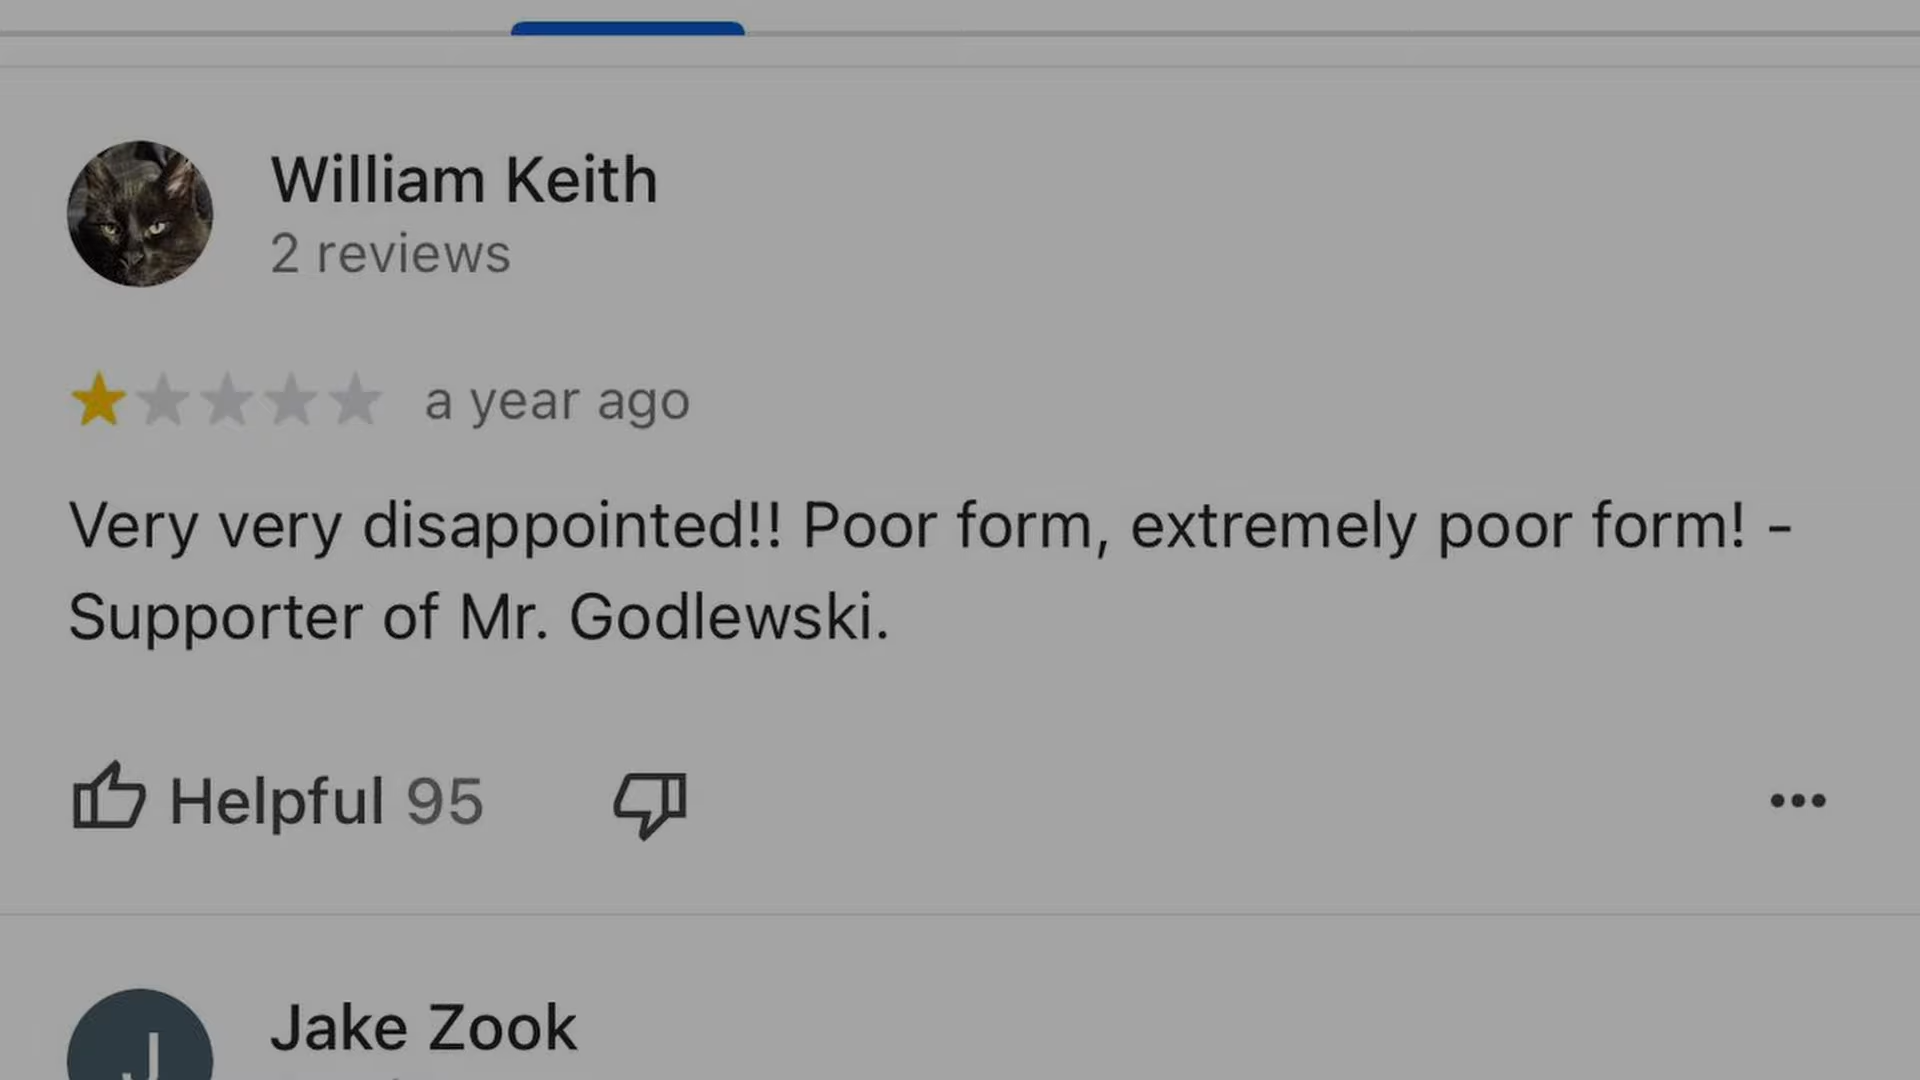 William Keith
2 reviews
a year ago
Very very disappointed!! Poor form, extremely poor form! -
Supporter of Mr. Godlewski.
Helpful 95
Jake Zook
J